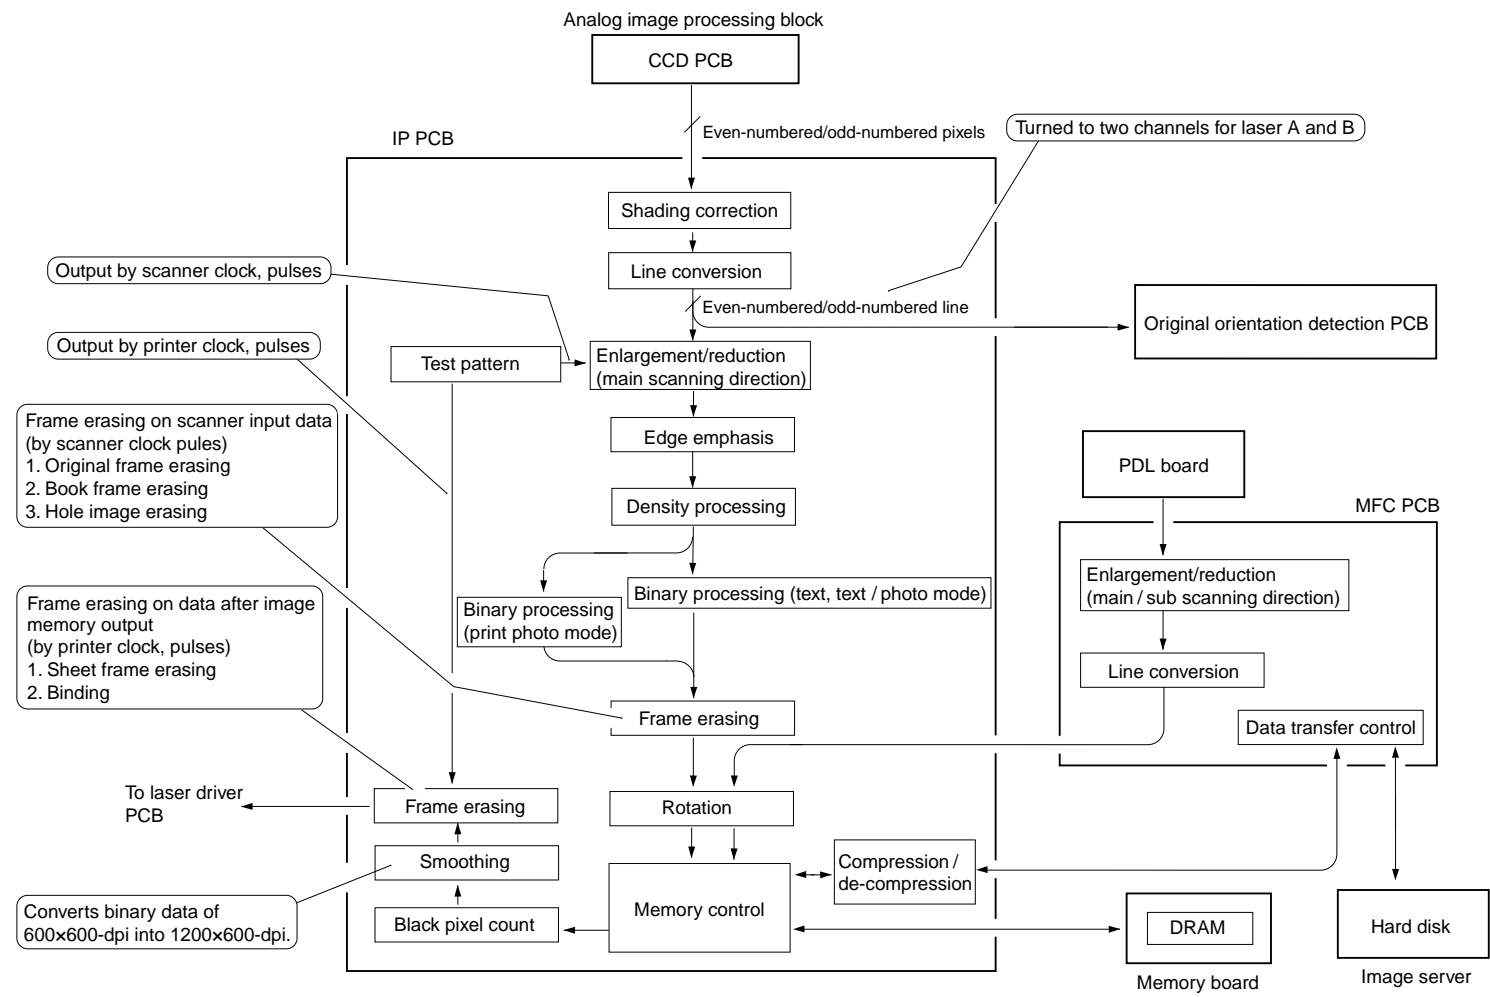 Analog image processing block
CCD PCB
Even-numbered/odd-numbered pixels
Turned to two channels for laser A and B
IP PCB
Shading correction
Output by scanner clock, pulses
Line conversion
Even-numbered/odd-numbered line
Original orientation detection PCB
Output by printer clock, pulses
Test pattern
Enlargement/reduction
(main scanning direction)
Frame erasing on scanner input data
(by scanner clock pules)
1. Original frame erasing
2. Book frame erasing
3. Hole image erasing
Edge emphasis
PDL board
Density processing
MFC PCB
Enlargement/reduction
(main / sub scanning direction)
Binary processing (text, text / photo mode)
Binary processing
(print photo mode)
Frame erasing on data after image
memory output
(by printer clock, pulses)
1. Sheet frame erasing
2. Binding
Line conversion
Frame erasing
Data transfer control
To laser driver
PCB
Frame erasing
Rotation
Smoothing
Compression /
de-compression
Converts binary data of
600×600-dpi into 1200×600-dpi.
Black pixel count
Memory control
DRAM
Hard disk
Memory board
Image server